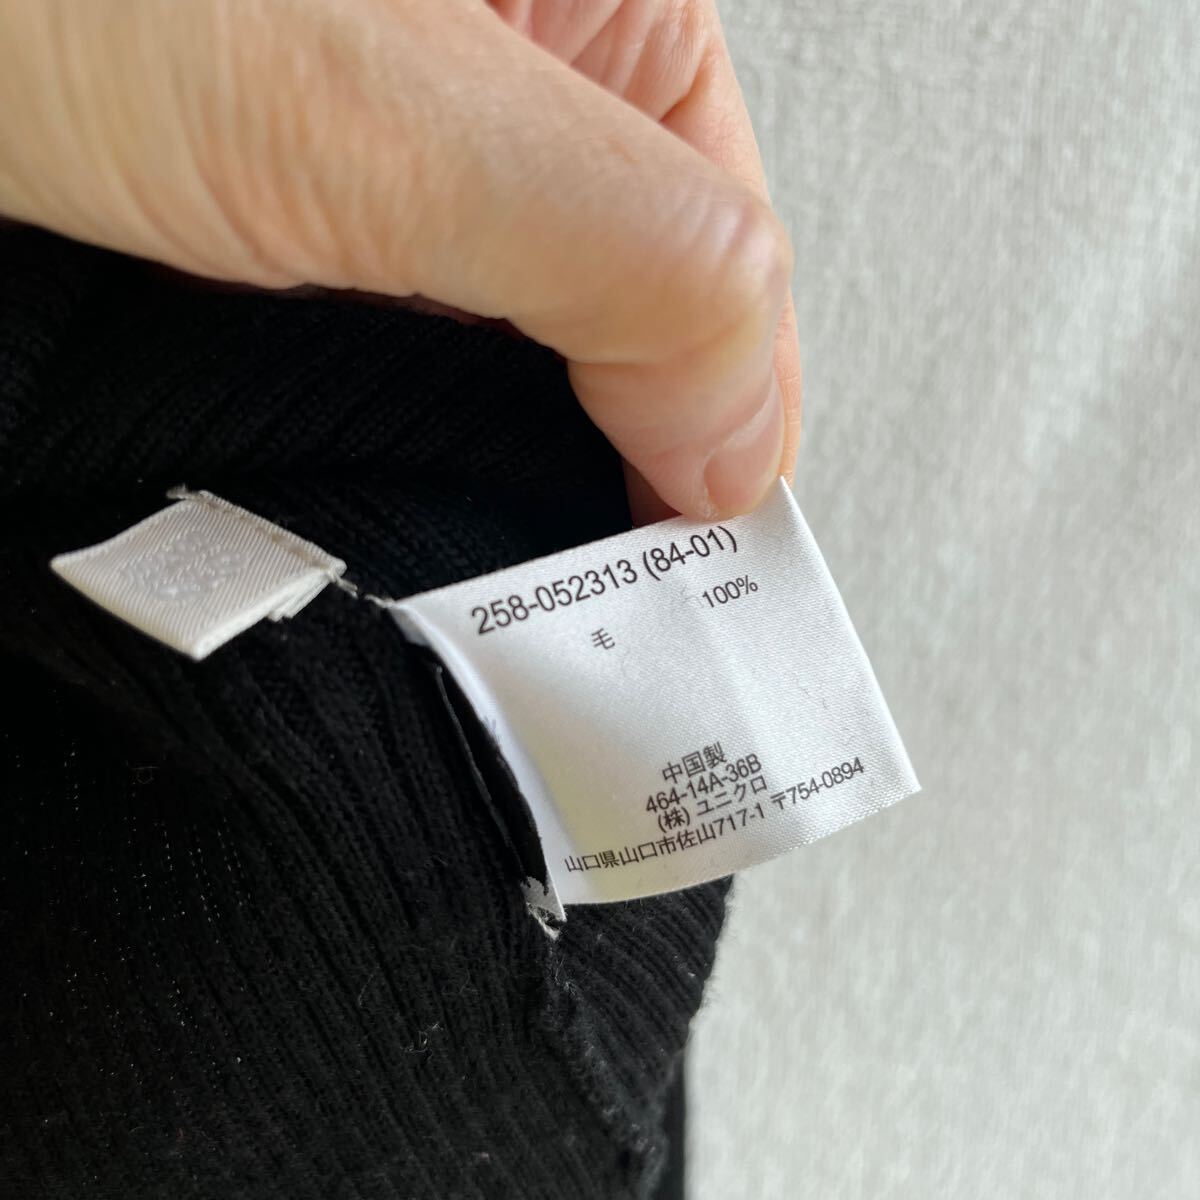 258-052313 (84-01)
毛 100%
中国製
464-14A-36B
(株) ユニクロ
山口県山口市佐山717-1 〒754-0894